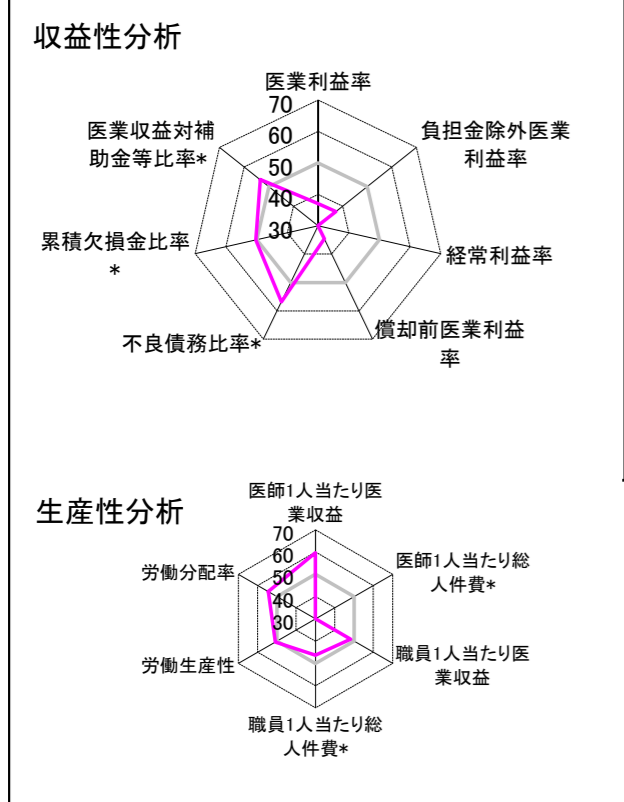 収益性分析
医業利益率
70
60
50
40
30
負担金除外医業
利益率
経常利益率
償却前医業利益
率
不良債務比率*
累積欠損金比率
*
医業収益対補
助金等比率*
生産性分析
医師1人当たり医
業収益
70
60
50
40
30
医師1人当たり総
人件費*
職員1人当たり医
業収益
職員1人当たり総
人件費*
労働生産性
労働分配率